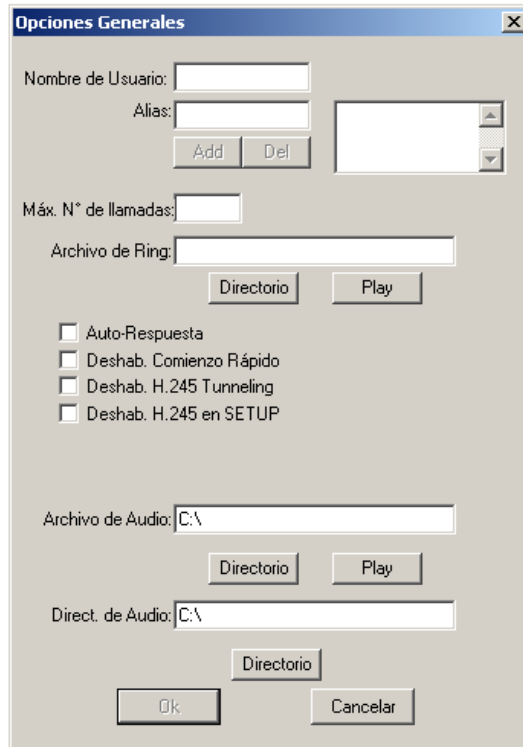 Opciones Generales
Nombre de Usuario:
Alias:
Add Del
Máx. N° de llamadas:
Archivo de Ring:
Directorio Play
Auto-Respuesta
Deshab. Comienzo Rápido
Deshab. H.245 Tunneling
Deshab. H.245 en SETUP
Archivo de Audio: C:\
Directorio Play
Direct. de Audio: C:\
Directorio
Ok Cancelar